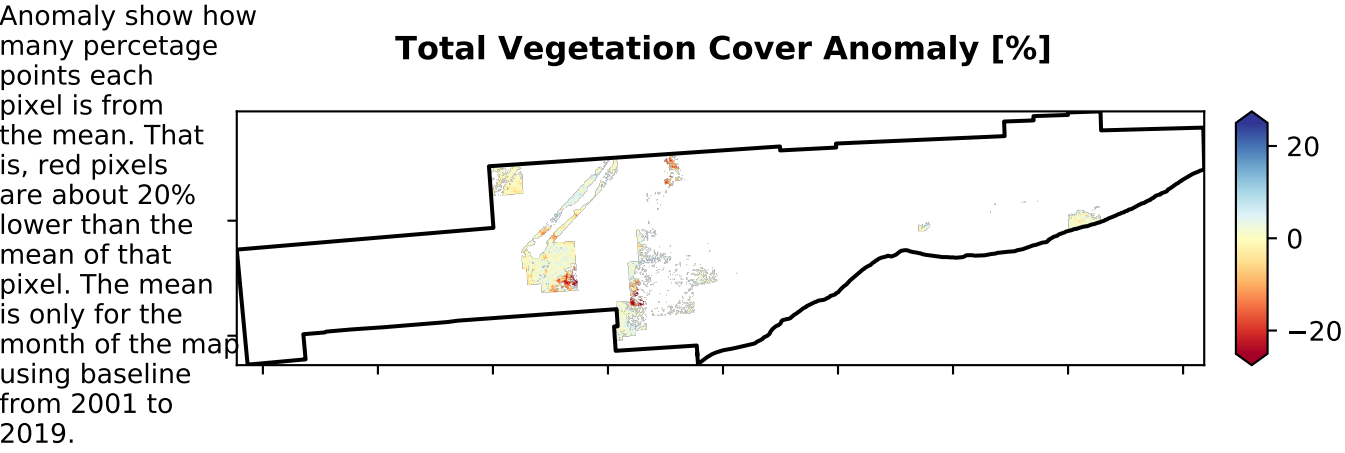 Anomaly show how
many percetage
points each
pixel is from
the mean. That
is, red pixels
are about 20%
lower than the
mean of that
pixel. The mean
is only for the
month of the map
using baseline
from 2001 to
2019.
Total Vegetation Cover Anomaly [%]
20
0
−20